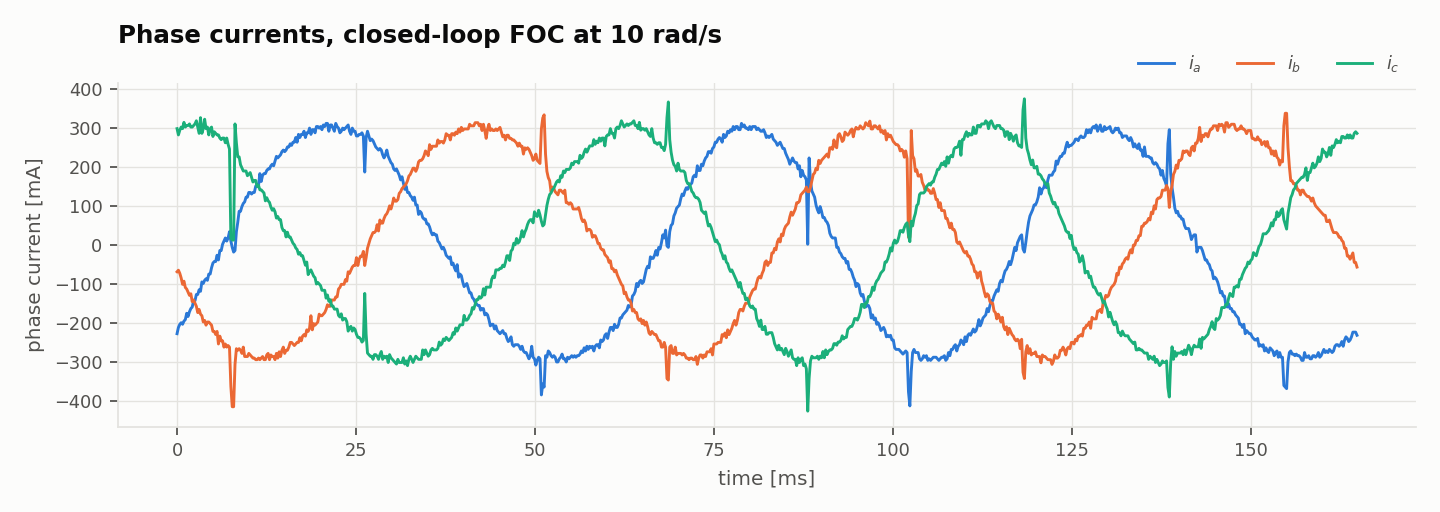 Phase currents, closed-loop FOC at 10 rad/s
i_a i_b i_c
phase current [mA]
400
300
200
100
0
−100
−200
−300
−400
0 25 50 75 100 125 150
time [ms]